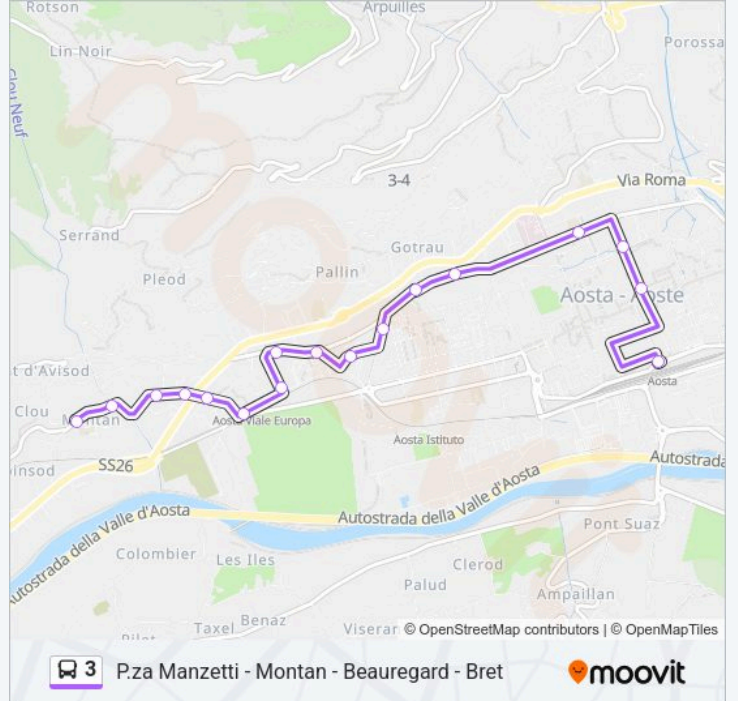 Rotson
Arpuilles
Lin Noir
Porossa
Clou Neuf
3-4
Via Roma
Serrand
Gotrau
Pallin
Pleod
Aosta - Aoste
t d'Avisod
Aosta
Clou
Montan
Aosta Viale Europa
Aosta Istituto
insod
SS26
Autostrada
Autostrada della Valle d'Aosta
Autostrada della Valle d'Aosta
Pont Suaz
Colombier
Les Iles
Clerod
Palud
Ampaillan
Taxel
Benaz
Viserar
© OpenStreetMap contributors | © OpenMapTiles
3 P.za Manzetti - Montan - Beauregard - Bret
moovit